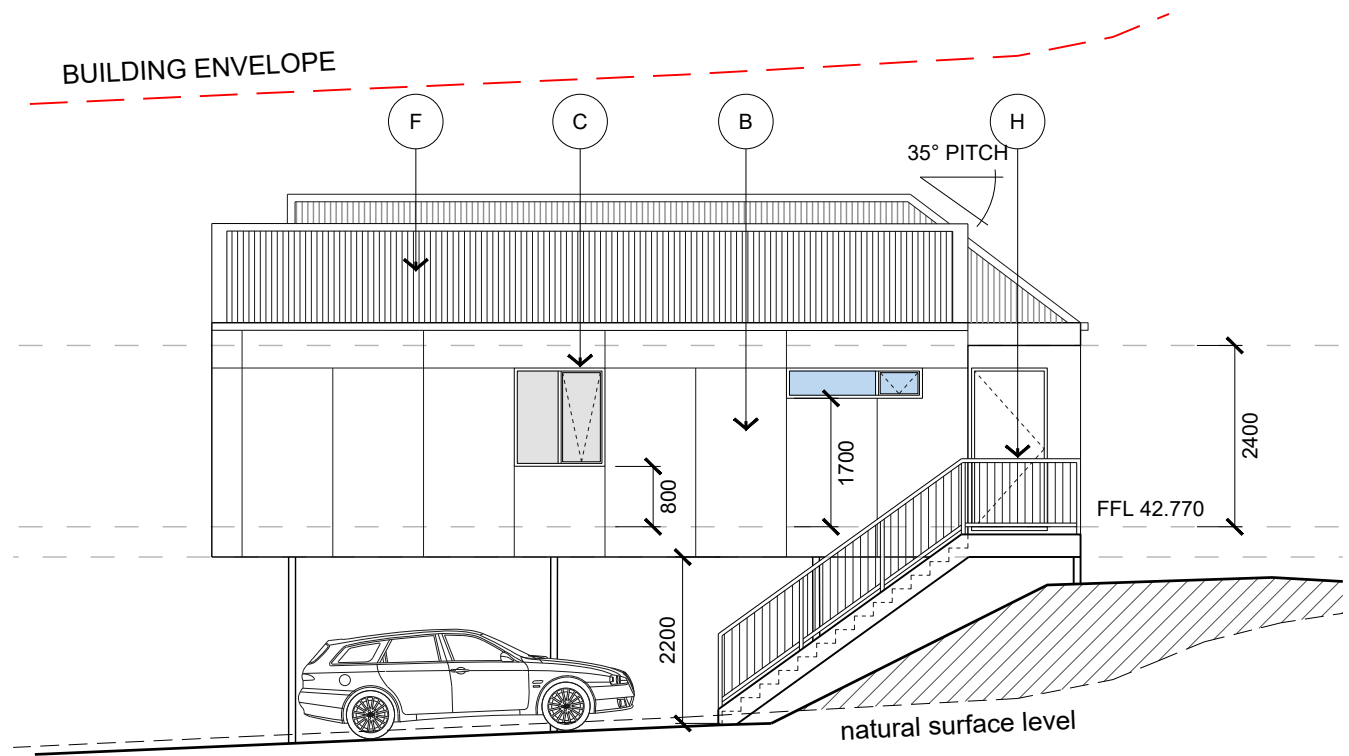 BUILDING ENVELOPE
F
C
B
H
35° PITCH
2400
1700
800
FFL 42.770
2200
natural surface level